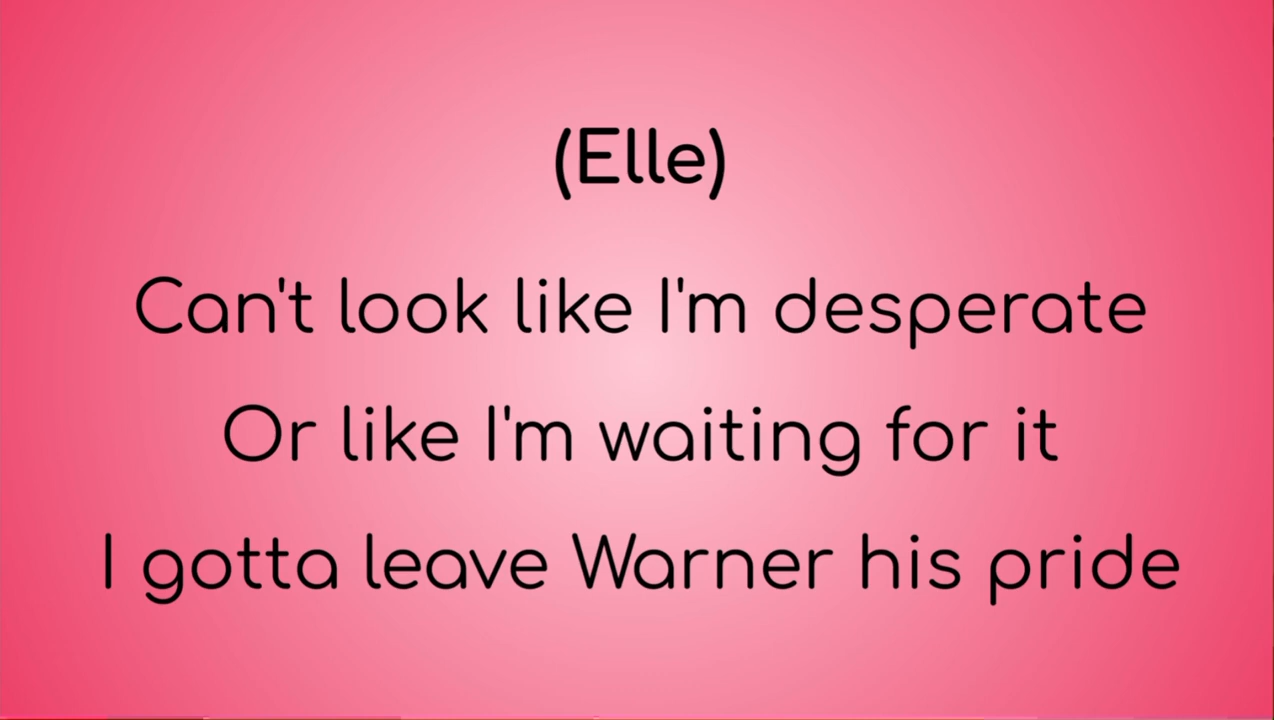 (Elle)
Can't look like I'm desperate
Or like I'm waiting for it
I gotta leave Warner his pride